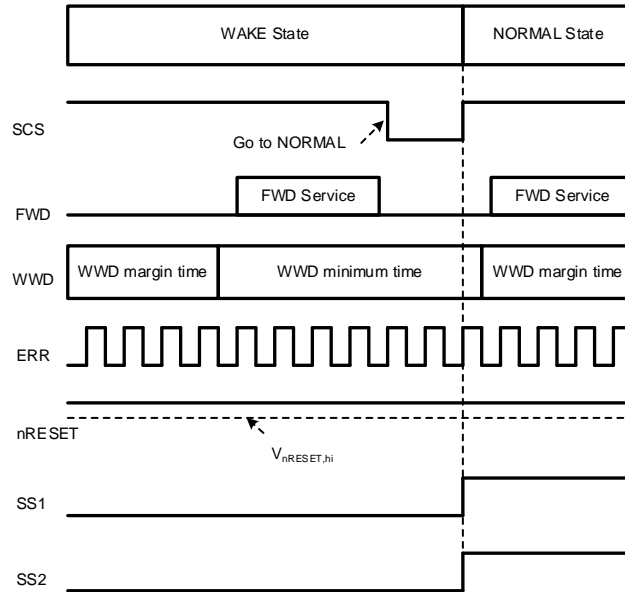 WAKE State
NORMAL State
SCS
Go to NORMAL
FWD Service
FWD Service
FWD
WWD margin time
WWD minimum time
WWD margin time
WWD
ERR
nRESET
VnRESET,hi
SS1
SS2